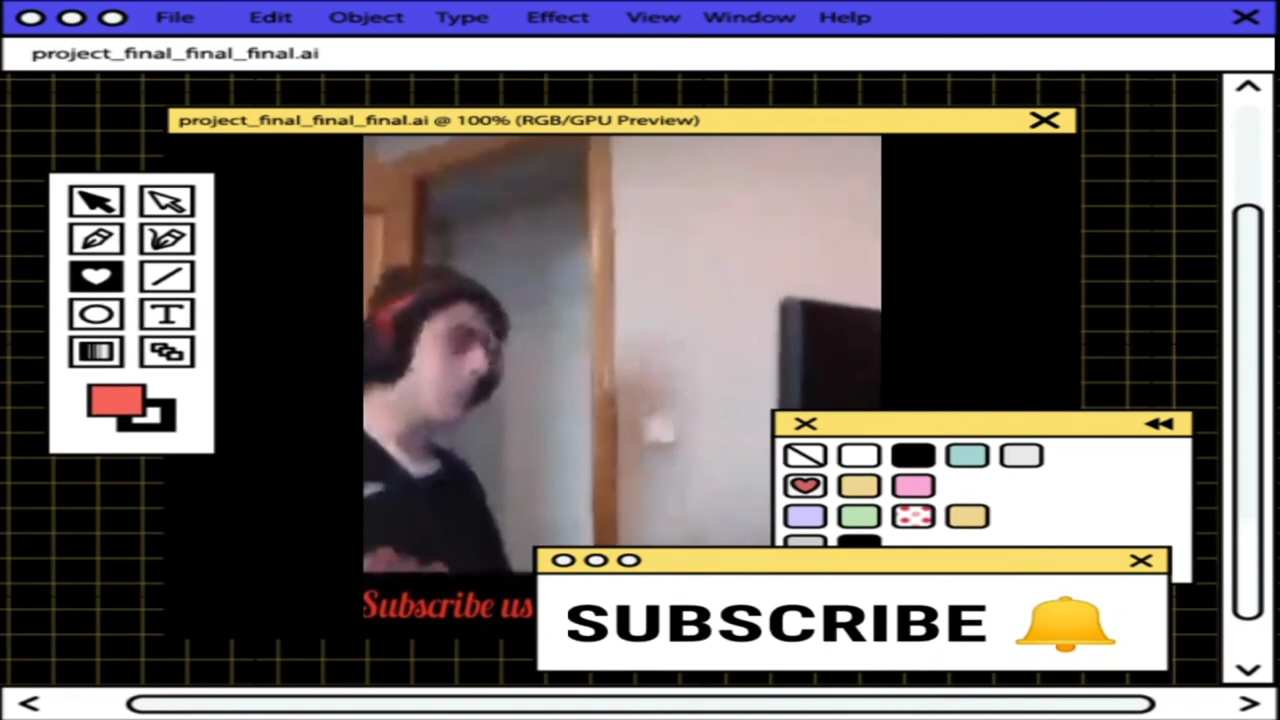 File Edit Object Type Effect View Window Help
project_final_final_final.ai
project_final_final_final.ai @ 100% (RGB/GPU Preview)
T
Subscribe us
SUBSCRIBE